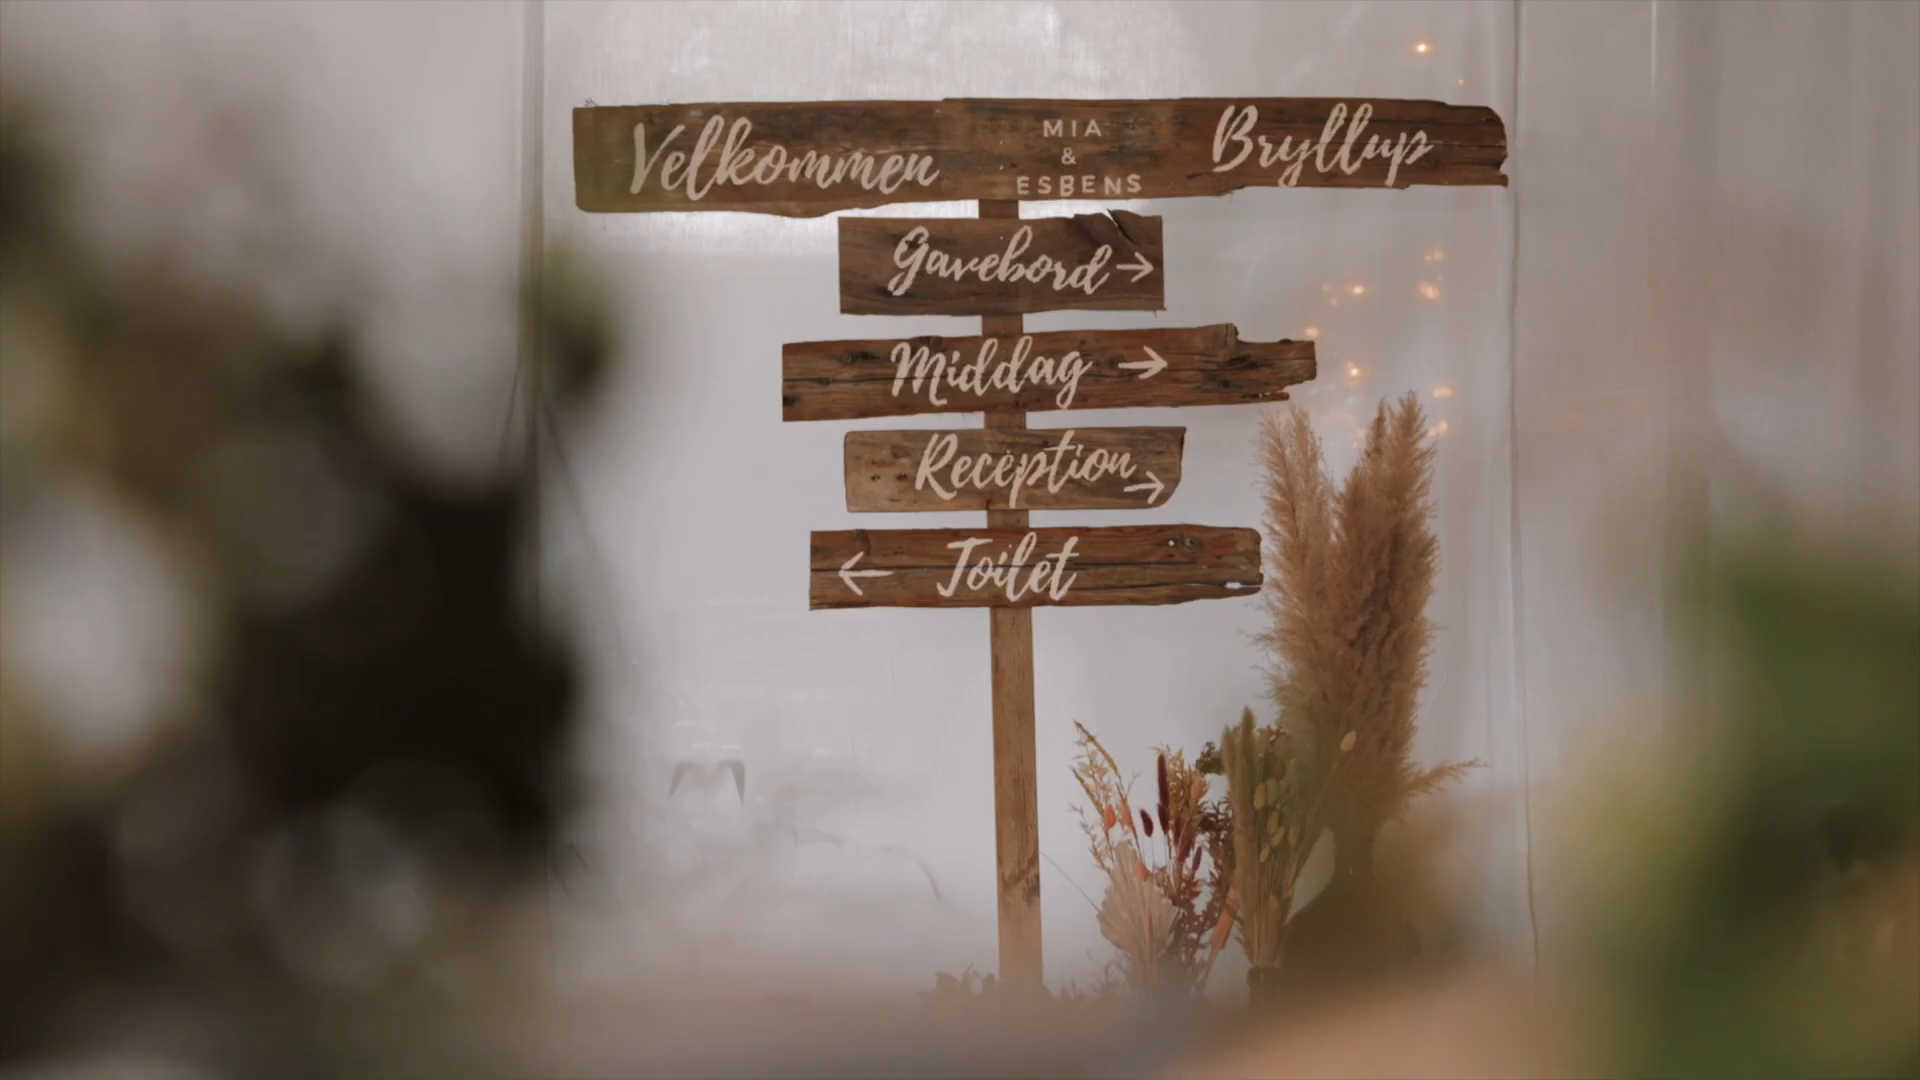 Velkommen
MIA
&
ESBENS
Bryllup
Gavebord →
Middag →
Reception →
← Toilet